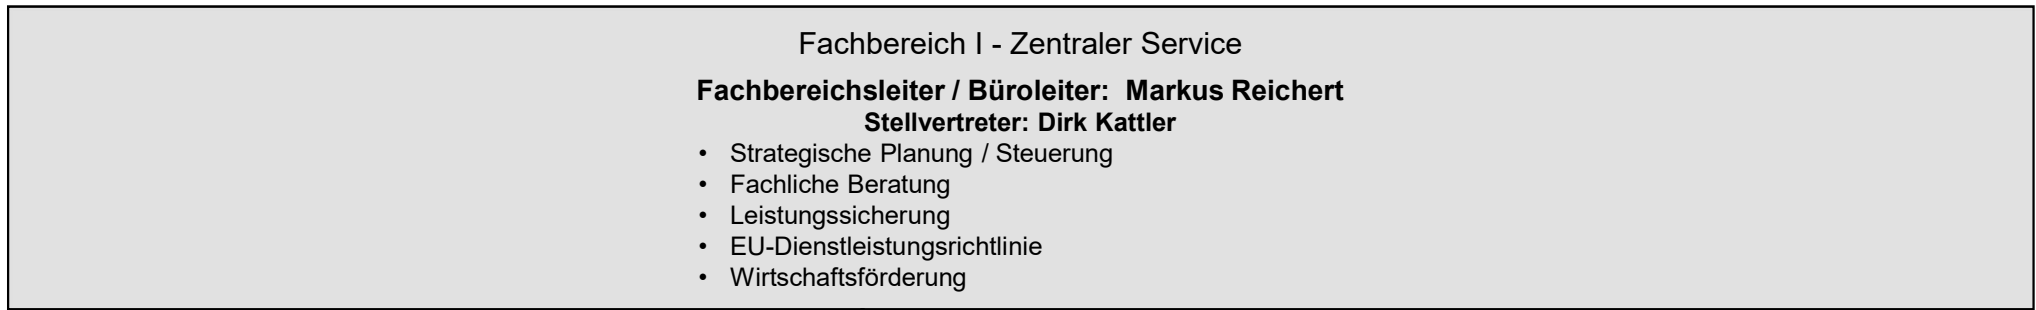 Fachbereich I - Zentraler Service
Fachbereichsleiter / Büroleiter: Markus Reichert
Stellvertreter: Dirk Kattler
• Strategische Planung / Steuerung
• Fachliche Beratung
• Leistungssicherung
• EU-Dienstleistungsrichtlinie
• Wirtschaftsförderung